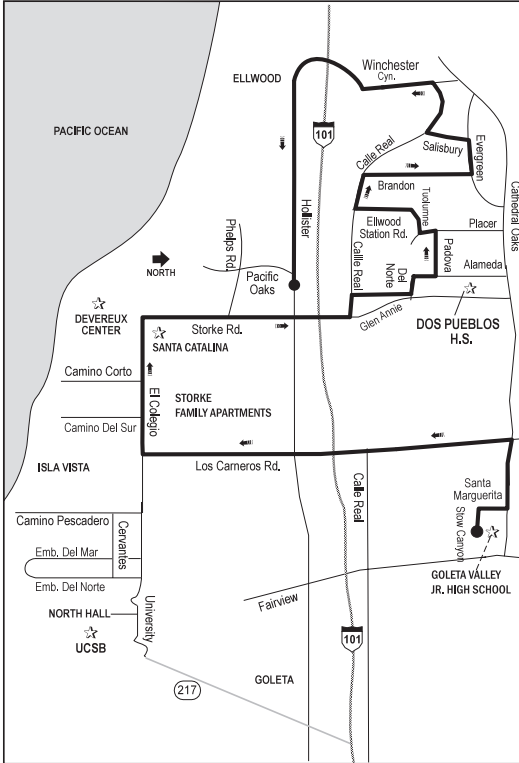 Winchester
Cyn.
ELLWOOD
PACIFIC OCEAN
101
Calle Real
Salisbury
Evergreen
Cathedral Oaks
Brandon
Tuolumne
Ellwood
Station Rd.
Placer
Hollister
Phelps Rd.
NORTH
Pacific
Oaks
Callle Real
Del
Norte
Padova
Alameda
DEVEREUX
CENTER
Storke Rd.
Glen Annie
DOS PUEBLOS
H.S.
SANTA CATALINA
Camino Corto
El Colegio
STORKE
FAMILY APARTMENTS
Camino Del Sur
ISLA VISTA
Los Carneros Rd.
Calle Real
Santa
Marguerita
Stow Canyon
Camino Pescadero
Cervantes
Emb. Del Mar
Emb. Del Norte
GOLETA VALLEY
JR. HIGH SCHOOL
Fairview
NORTH HALL
University
UCSB
101
217
GOLETA